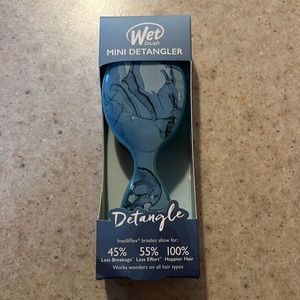 Wet
brush
MINI DETANGLER
Detangle
IntelliFlex® bristles allow for:
45% 55% 100%
Less Breakage* Less Effort* Happier Hair
Works wonders on all hair types